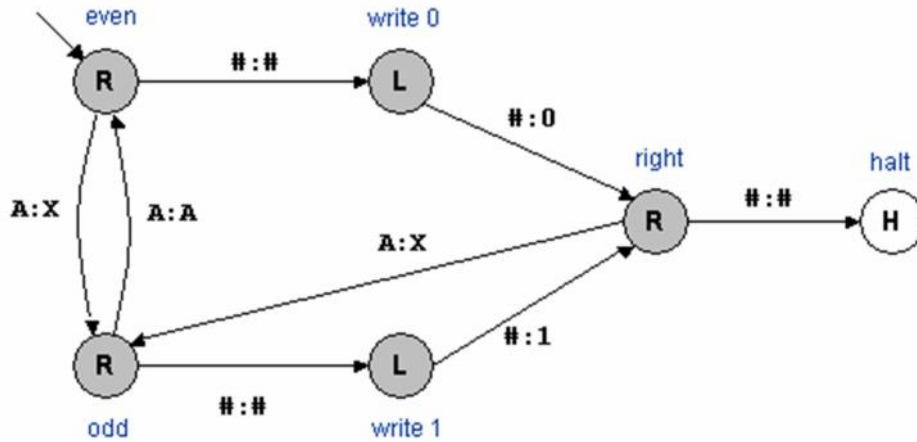 even write 0
R #:# L
#:0
right halt
A:X A:A A:X R #:# H
#:1
R #:# L
odd write 1